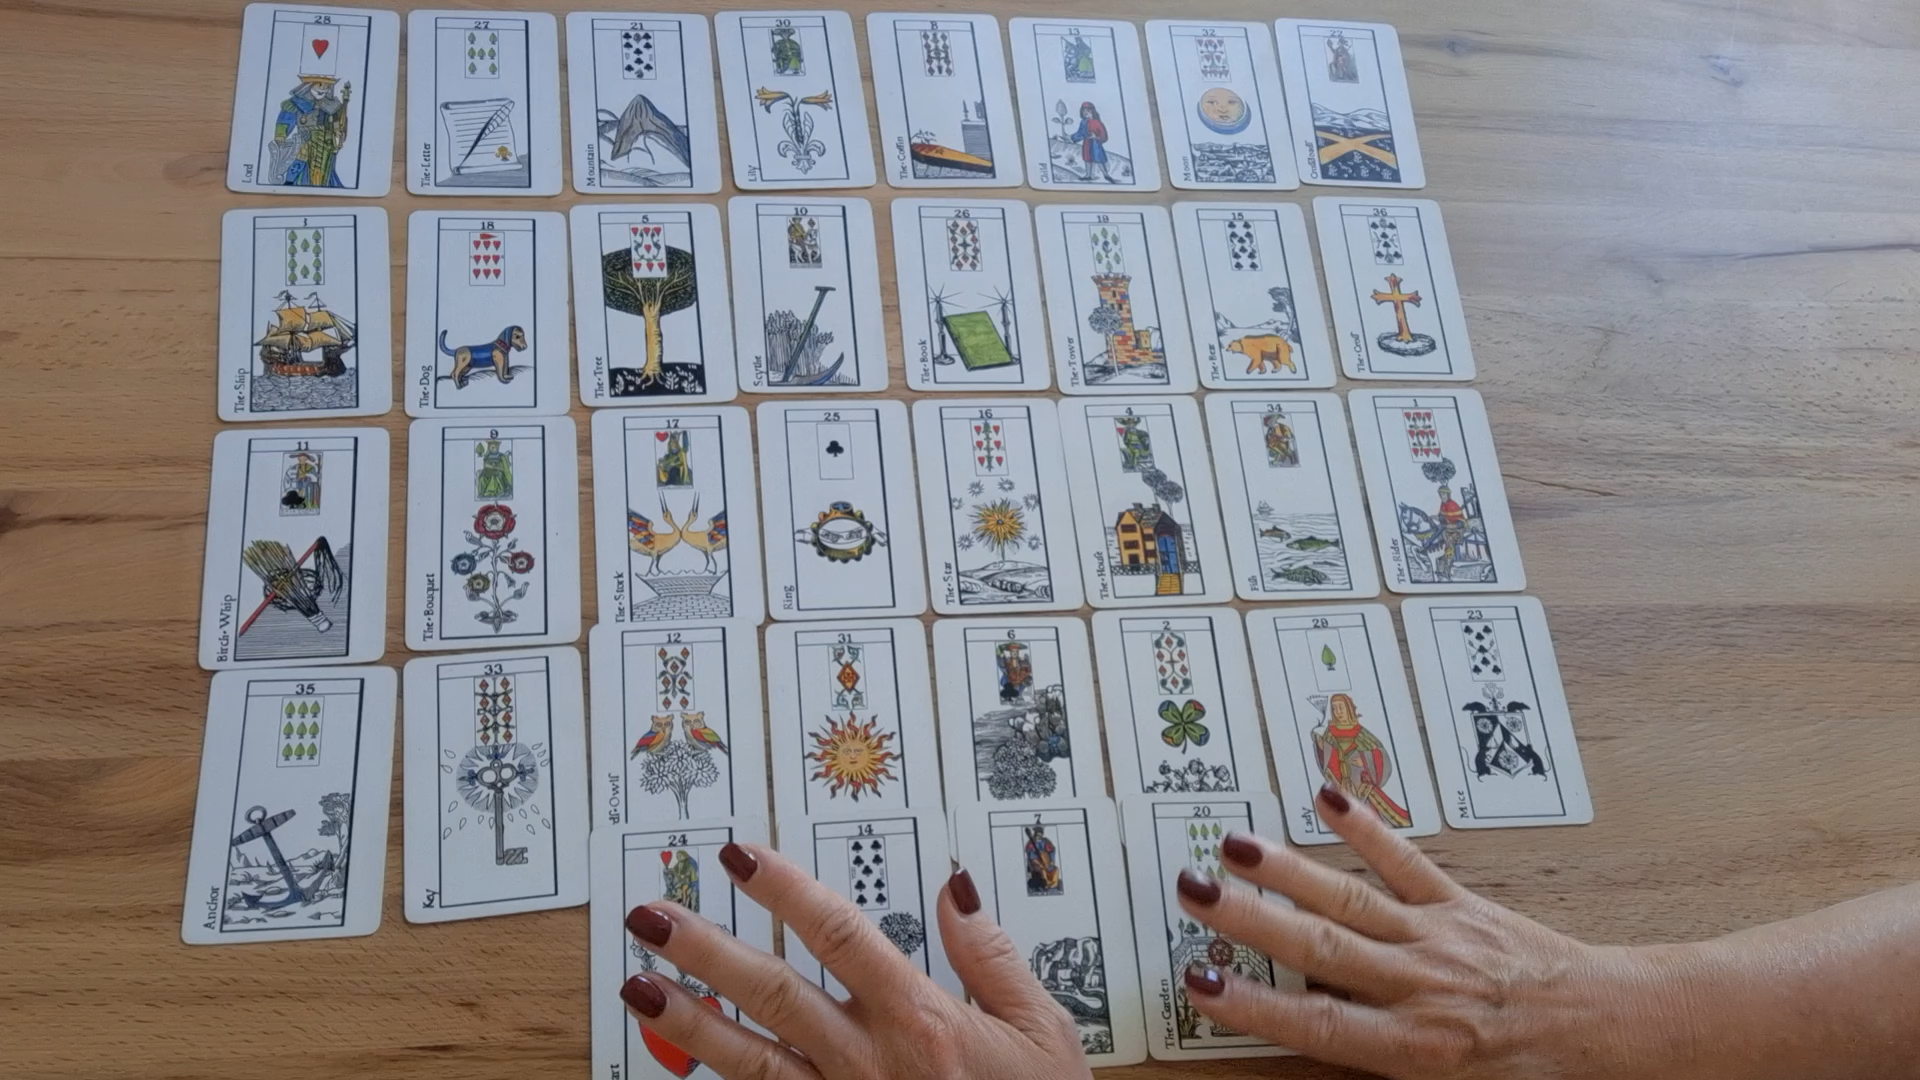 28
Lord
27
The·Letter
21
Mountain
30
Lily
8
The·Coffin
13
Child
32
Moon
22
3
The·Ship
18
The·Dog
5
The·Tree
10
Scythe
26
The·Book
19
The·Tower
15
The·Bear
36
11
Birch·Whip
9
The·Bouquet
17
The·Stork
25
Ring
16
The·Star
4
The·House
34
Fish
1
The·Rider
35
Anchor
33
Key
12
31
6
2
29
Lady
23
Mice
24
14
7
20
The·Garden